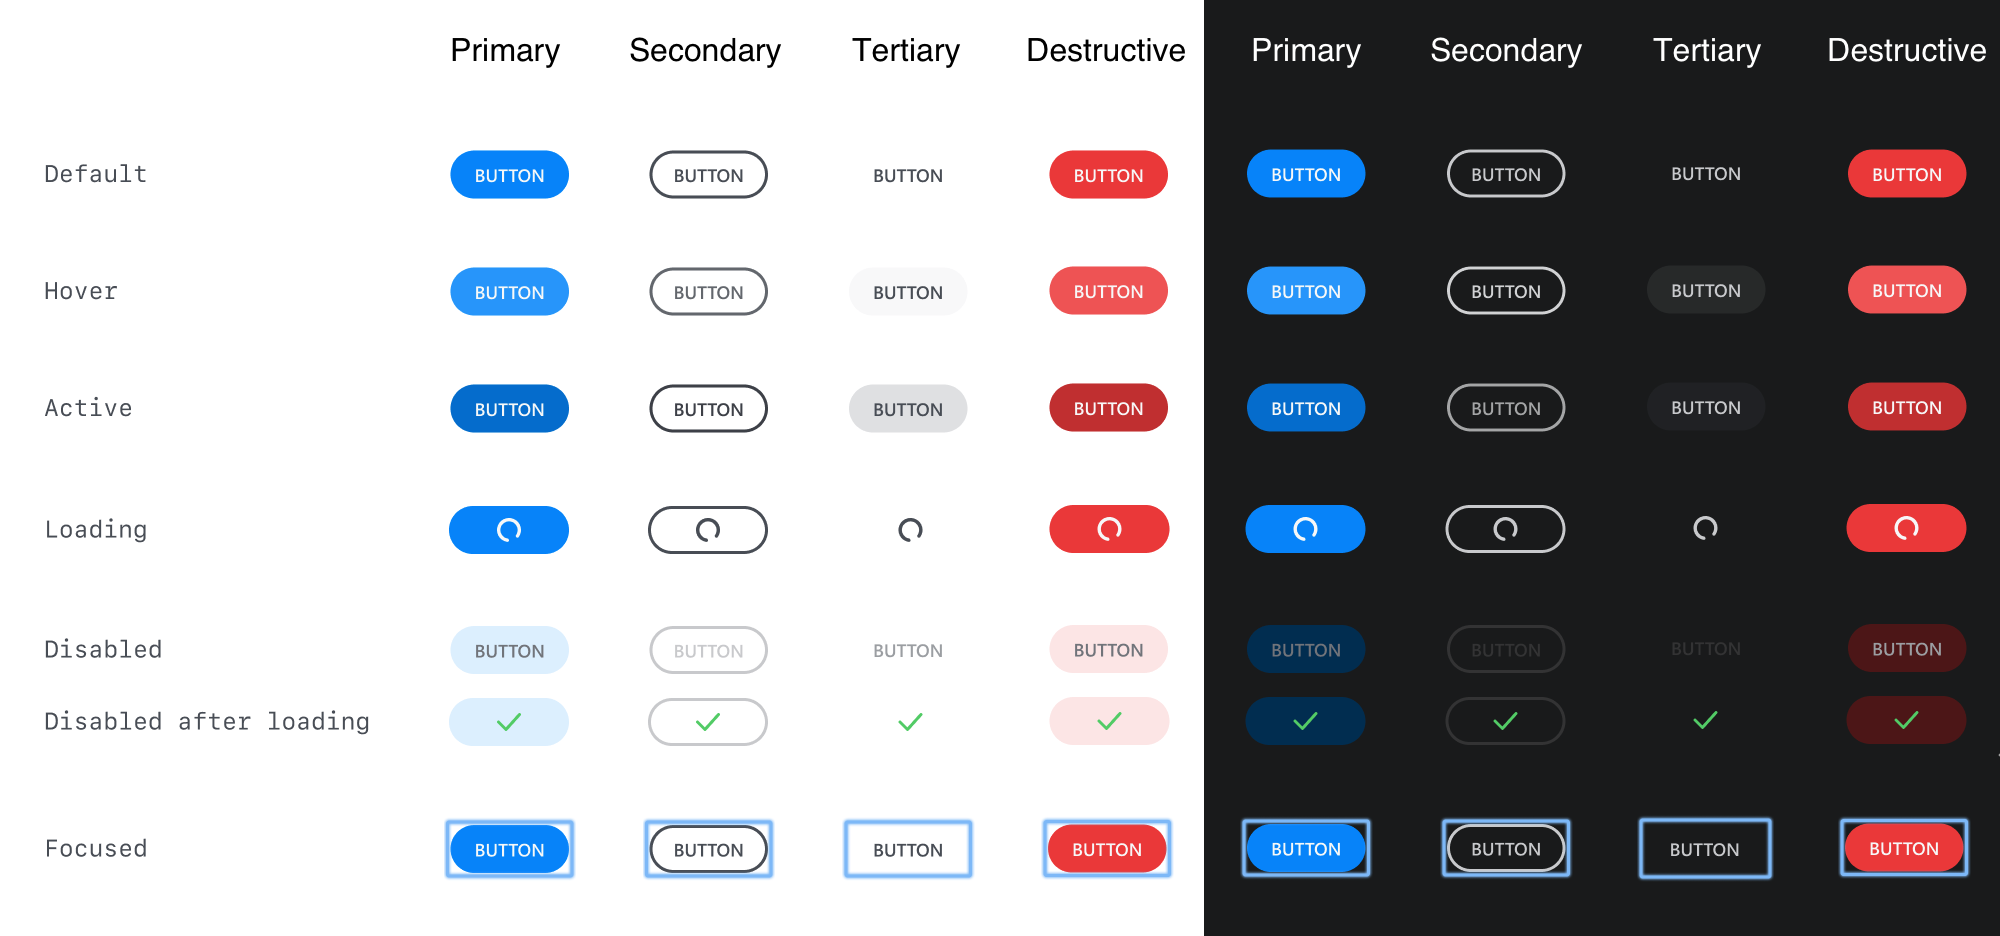 Primary Secondary Tertiary Destructive Primary Secondary Tertiary Destructive
Default BUTTON BUTTON BUTTON BUTTON BUTTON BUTTON BUTTON BUTTON
Hover BUTTON BUTTON BUTTON BUTTON BUTTON BUTTON BUTTON BUTTON
Active BUTTON BUTTON BUTTON BUTTON BUTTON BUTTON BUTTON BUTTON
Loading
Disabled BUTTON BUTTON BUTTON BUTTON BUTTON BUTTON BUTTON BUTTON
Disabled after loading
Focused BUTTON BUTTON BUTTON BUTTON BUTTON BUTTON BUTTON BUTTON